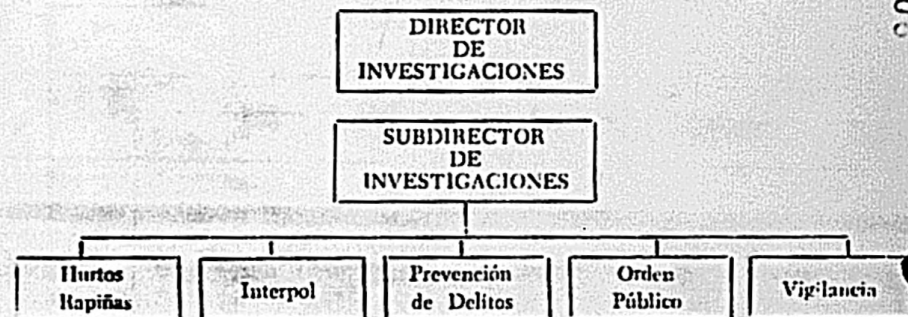 DIRECTOR
DE
INVESTIGACIONES
SUBDIRECTOR
DE
INVESTIGACIONES
Hurtos
Rapiñas
Interpol
Prevención
de Delitos
Orden
Público
Vigilancia